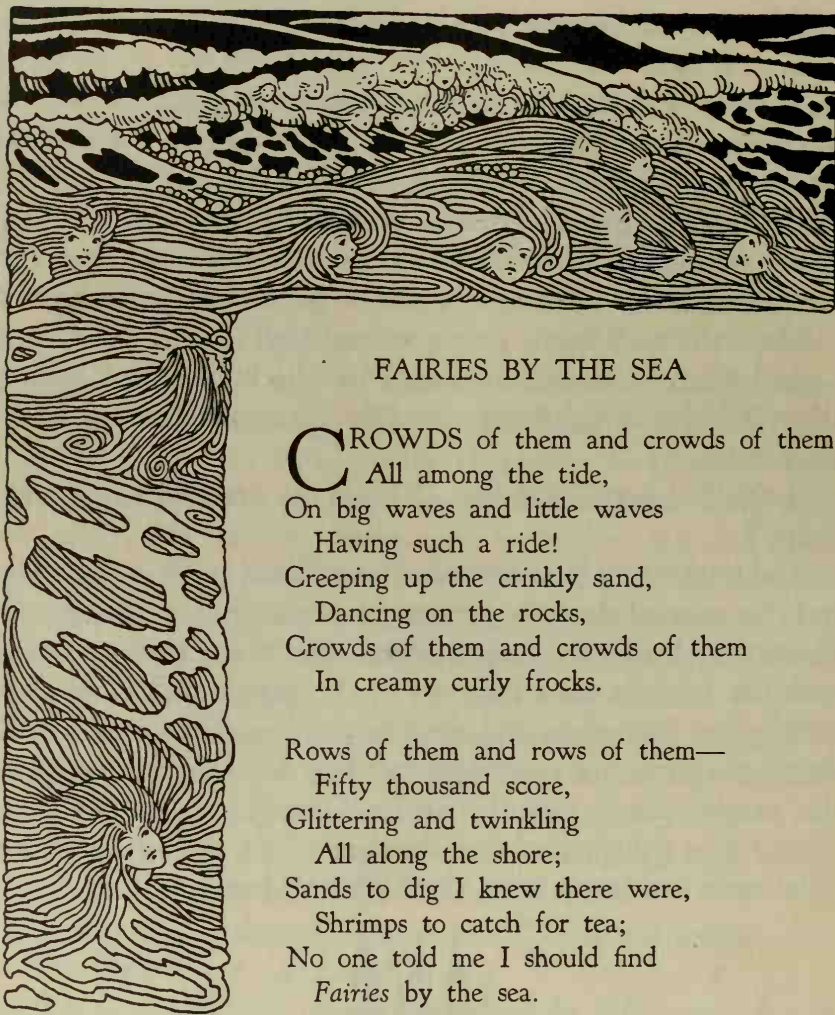 FAIRIES BY THE SEA
CROWDS of them and crowds of them
All among the tide,
On big waves and little waves
Having such a ride!
Creeping up the crinkly sand,
Dancing on the rocks,
Crowds of them and crowds of them
In creamy curly frocks.
Rows of them and rows of them—
Fifty thousand score,
Glittering and twinkling
All along the shore;
Sands to dig I knew there were,
Shrimps to catch for tea;
No one told me I should find
Fairies by the sea.